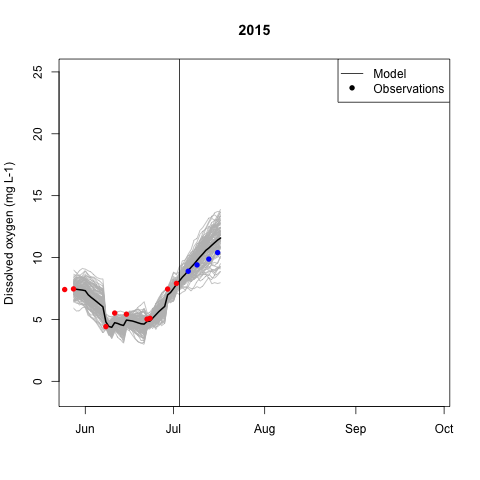 2015
Model
Observations
Dissolved oxygen (mg L-1)
25
20
15
10
5
0
Jun
Jul
Aug
Sep
Oct